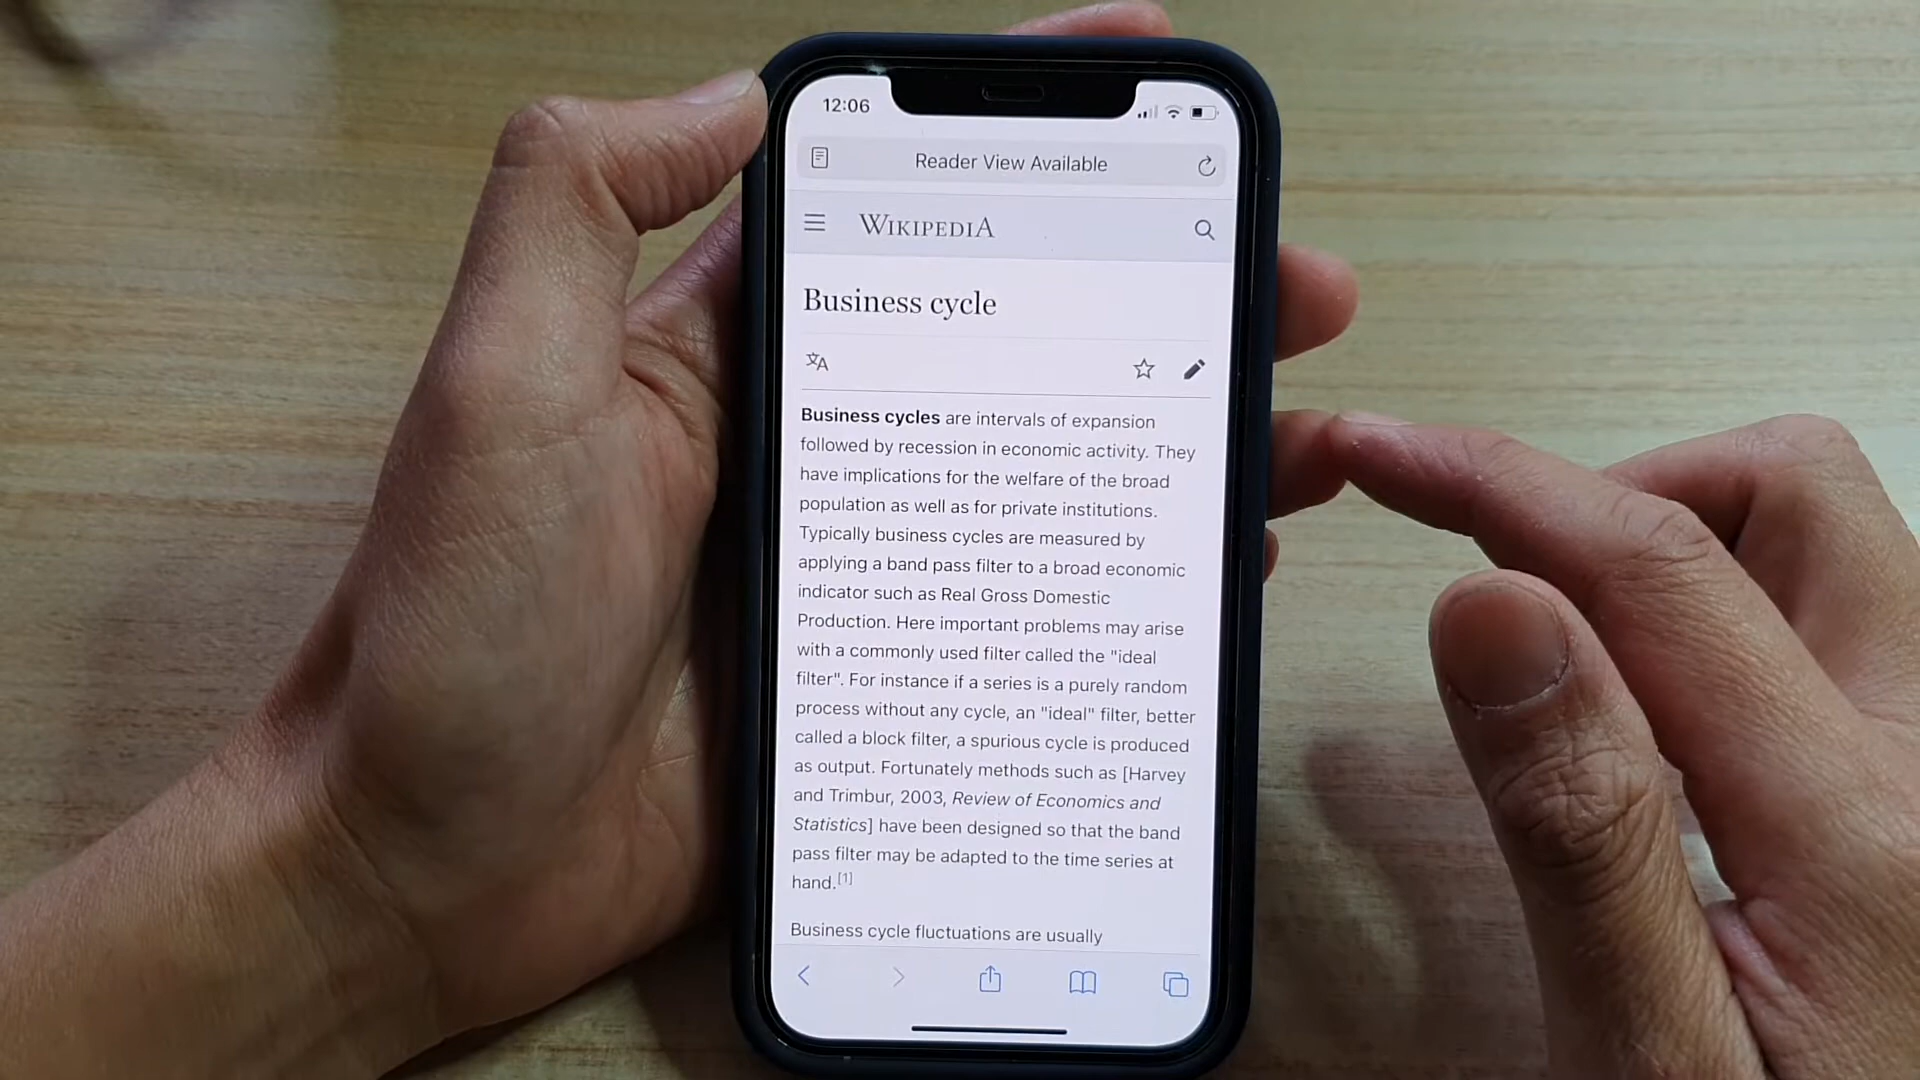 12:06
Reader View Available
WIKIPEDIA
Business cycle
文A
Business cycles are intervals of expansion
followed by recession in economic activity. They
have implications for the welfare of the broad
population as well as for private institutions.
Typically business cycles are measured by
applying a band pass filter to a broad economic
indicator such as Real Gross Domestic
Production. Here important problems may arise
with a commonly used filter called the "ideal
filter". For instance if a series is a purely random
process without any cycle, an "ideal" filter, better
called a block filter, a spurious cycle is produced
as output. Fortunately methods such as [Harvey
and Trimbur, 2003, Review of Economics and
Statistics] have been designed so that the band
pass filter may be adapted to the time series at
hand.[1]
Business cycle fluctuations are usually